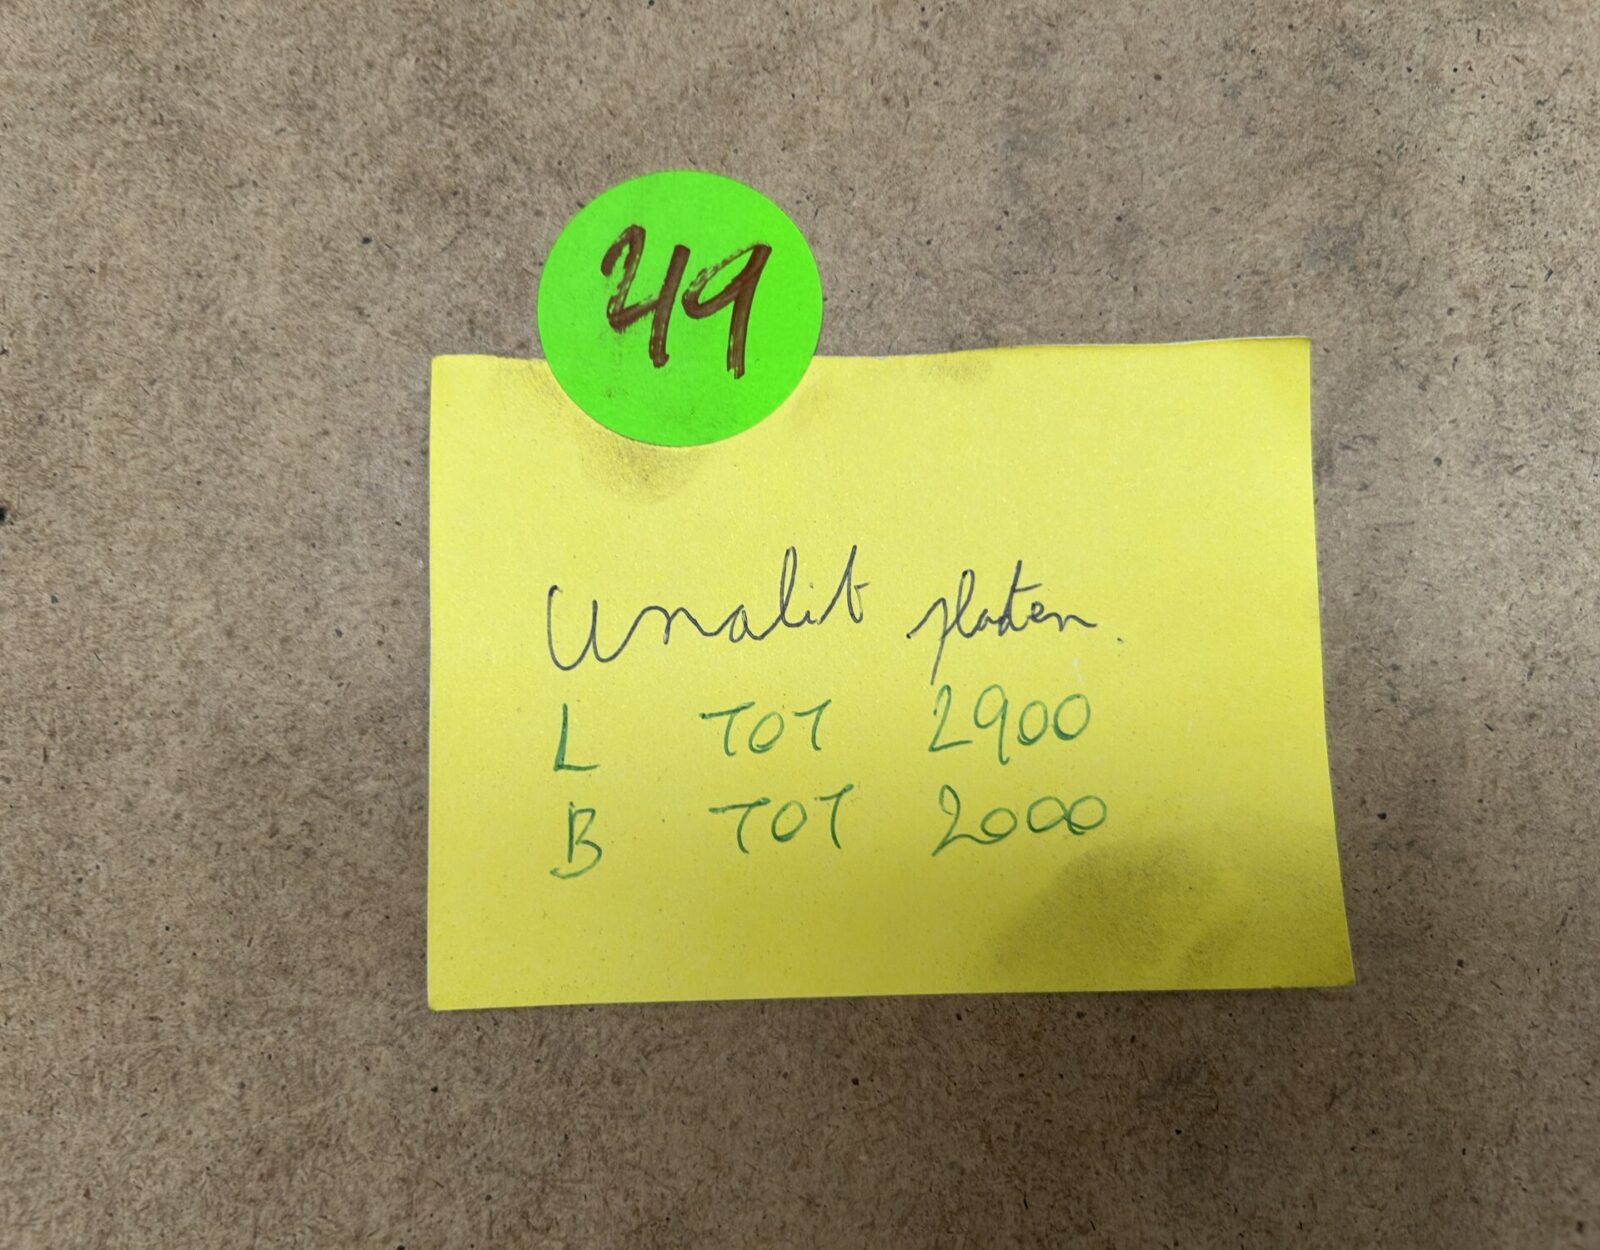 49
Unalit platen.
L TOT 2900
B TOT 2000